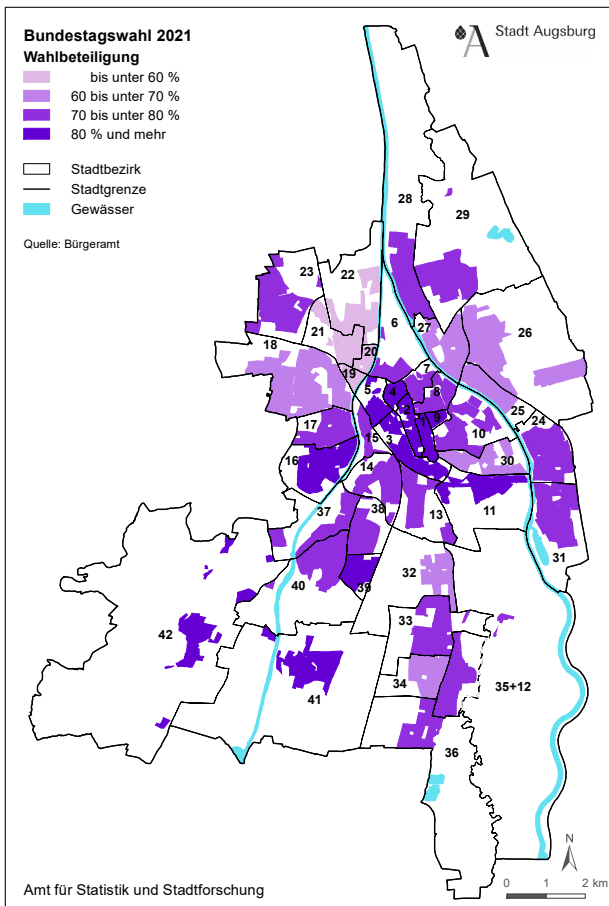 Bundestagswahl 2021
Wahlbeteiligung
bis unter 60 %
60 bis unter 70 %
70 bis unter 80 %
80 % und mehr
Stadtbezirk
Stadtgrenze
Gewässer
Quelle: Bürgeramt
Stadt Augsburg
28
29
23
22
6
27
26
21
18
20
19
7
5
4
8
2
25
17
1
9
24
15
3
10
16
14
30
37
38
13
11
31
32
40
39
42
33
34
35+12
41
36
N
0 1 2 km
Amt für Statistik und Stadtforschung